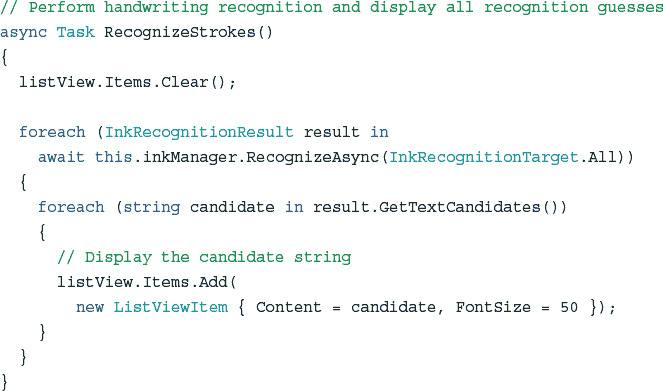 // Perform handwriting recognition and display all recognition guesses
async Task RecognizeStrokes()
{
  listView.Items.Clear();

  foreach (InkRecognitionResult result in
    await this.inkManager.RecognizeAsync(InkRecognitionTarget.All))
  {
    foreach (string candidate in result.GetTextCandidates())
    {
      // Display the candidate string
      listView.Items.Add(
        new ListViewItem { Content = candidate, FontSize = 50 });
    }
  }
}